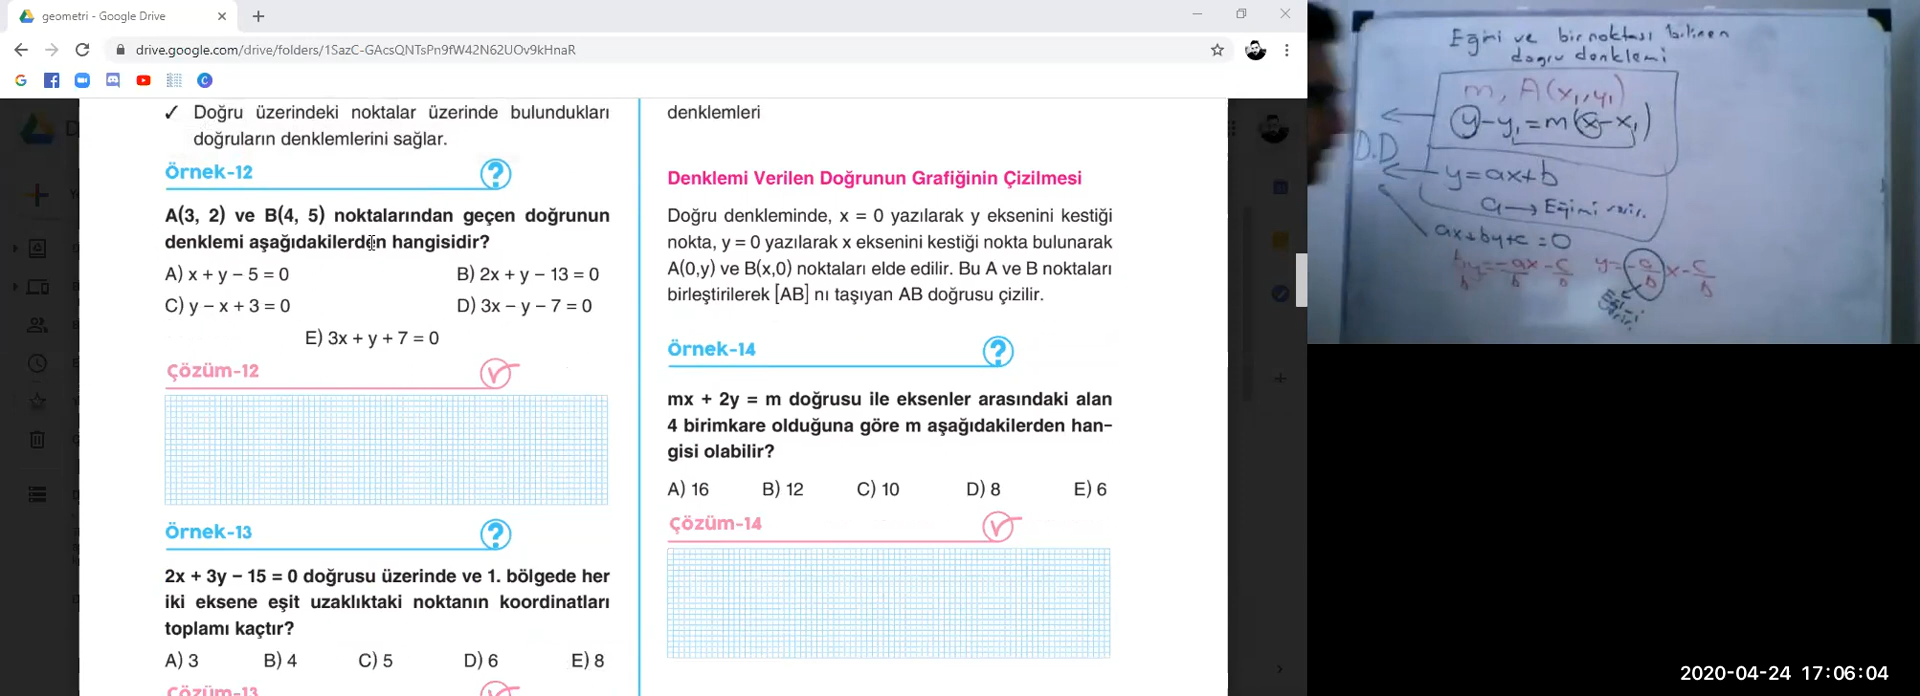 geometri - Google Drive
drive.google.com/drive/folders/1SazC-GAcsQNTsPn9fW42N62UOv9kHnaR
✓ Doğru üzerindeki noktalar üzerinde bulundukları
doğruların denklemlerini sağlar.
Örnek-12
A(3, 2) ve B(4, 5) noktalarından geçen doğrunun
denklemi aşağıdakilerden hangisidir?
A) x + y – 5 = 0 B) 2x + y – 13 = 0
C) y – x + 3 = 0 D) 3x – y – 7 = 0
E) 3x + y + 7 = 0
Çözüm-12
Örnek-13
2x + 3y – 15 = 0 doğrusu üzerinde ve 1. bölgede her
iki eksene eşit uzaklıktaki noktanın koordinatları
toplamı kaçtır?
A) 3 B) 4 C) 5 D) 6 E) 8
Çözüm-13
denklemleri
Denklemi Verilen Doğrunun Grafiğinin Çizilmesi
Doğru denkleminde, x = 0 yazılarak y eksenini kestiği
nokta, y = 0 yazılarak x eksenini kestiği nokta bulunarak
A(0,y) ve B(x,0) noktaları elde edilir. Bu A ve B noktaları
birleştirilerek [AB] nı taşıyan AB doğrusu çizilir.
Örnek-14
mx + 2y = m doğrusu ile eksenler arasındaki alan
4 birimkare olduğuna göre m aşağıdakilerden han-
gisi olabilir?
A) 16 B) 12 C) 10 D) 8 E) 6
Çözüm-14
Eğimi ve bir noktası bilinen
doğru denklemi
m, A(x₁,y₁)
y-y₁=m(x-x₁)
D.D
y=ax+b
a → Eğimi verir.
ax+by+c=0
by/b = -ax/b - c/b y= -a/b x - c/b
Eğimi
2020-04-24 17:06:04